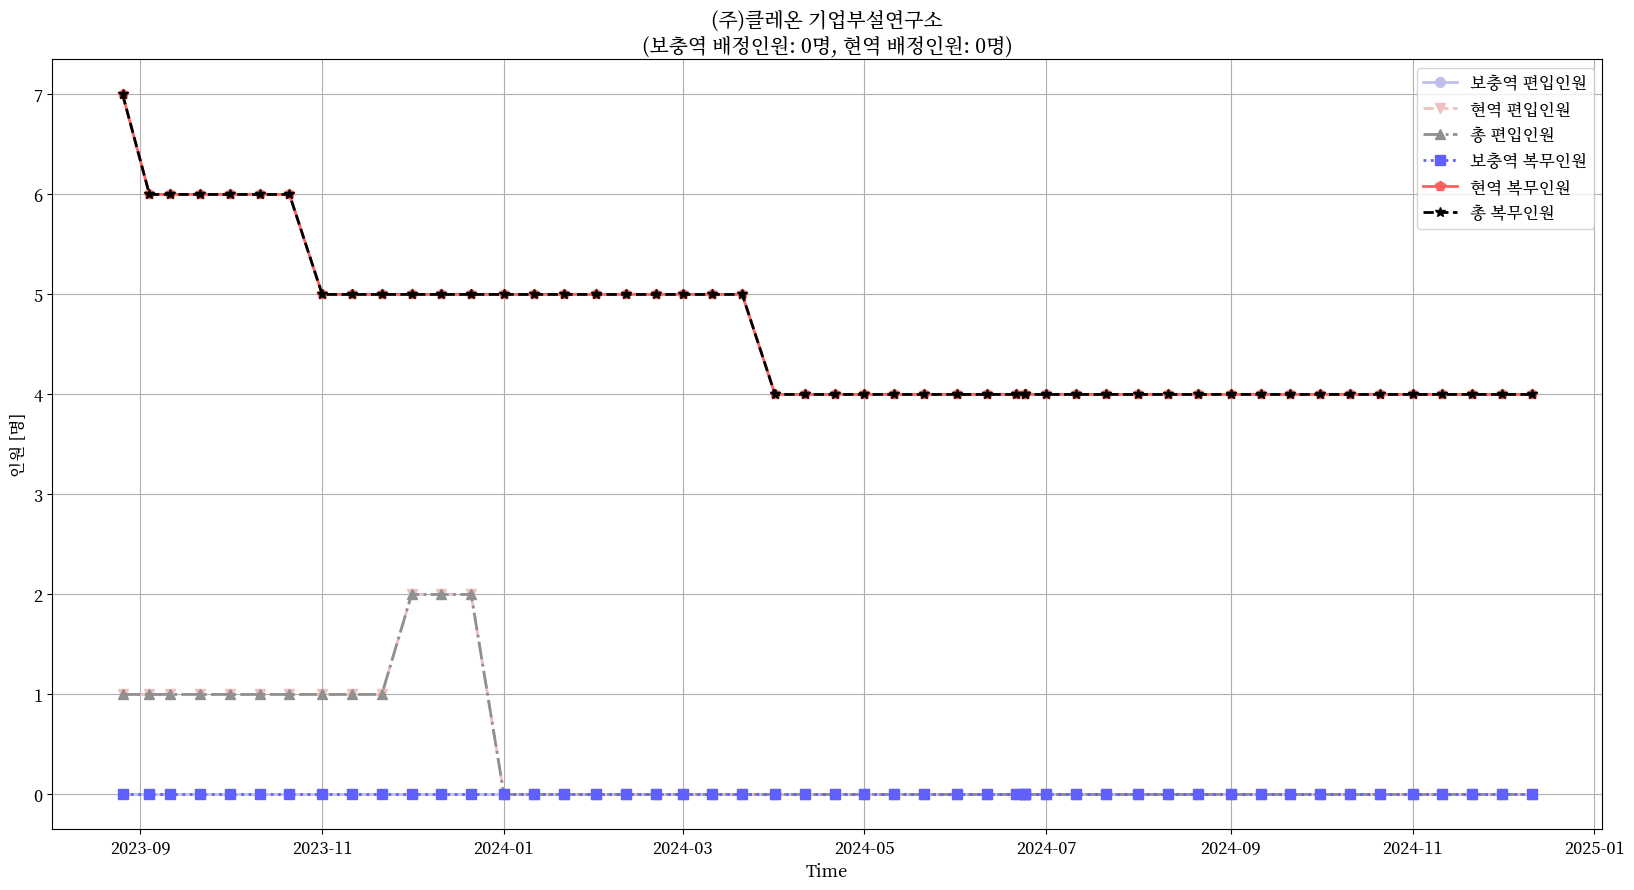 (주)클레온 기업부설연구소
(보충역 배정인원: 0명, 현역 배정인원: 0명)
보충역 편입인원
현역 편입인원
총 편입인원
보충역 복무인원
현역 복무인원
총 복무인원
7
6
5
4
3
2
1
0
인원 [명]
2023-09
2023-11
2024-01
2024-03
2024-05
2024-07
2024-09
2024-11
2025-01
Time